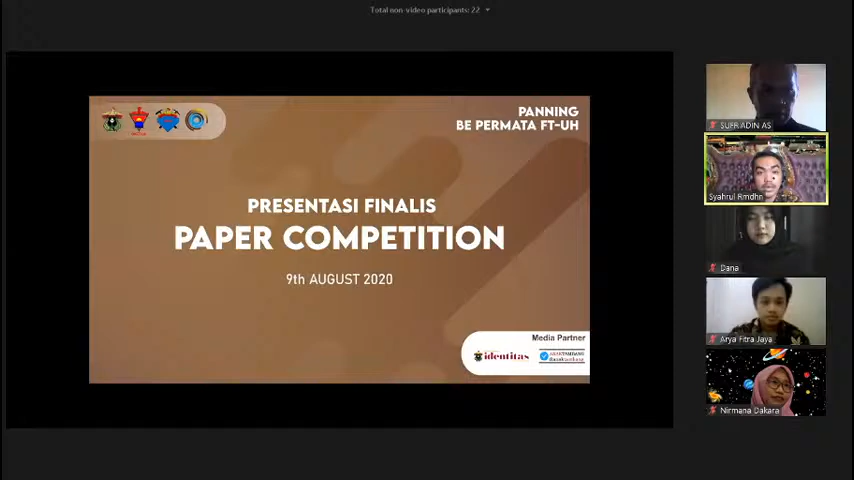 Total non-video participants: 22
PANNING
BE PERMATA FT-UH
PRESENTASI FINALIS
PAPER COMPETITION
9th AUGUST 2020
Media Partner
identitas
SUFRIADIN AS
Syahrul Rmdhn
Dana
Arya Fitra Jaya
Nirmana Dakara